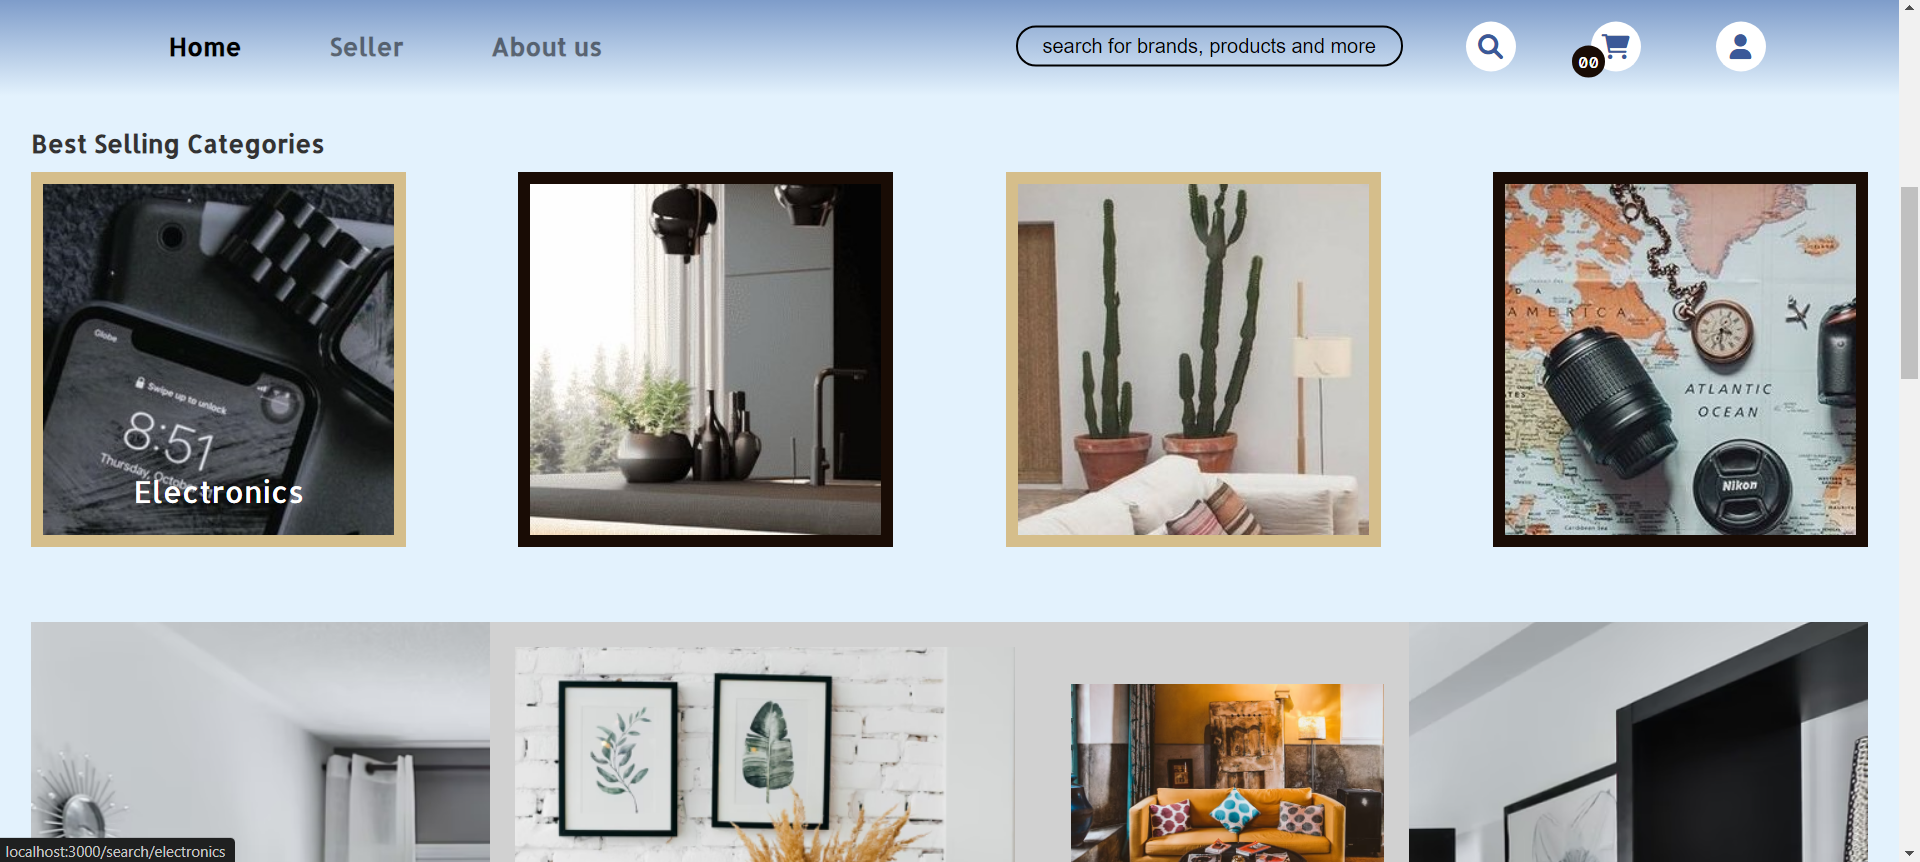 Home Seller About us search for brands, products and more
00
Best Selling Categories
Globe
Swipe up to unlock
8:51
Thursday, October
Electronics
AMERICA
ATLANTIC
OCEAN
Nikon
localhost:3000/search/electronics